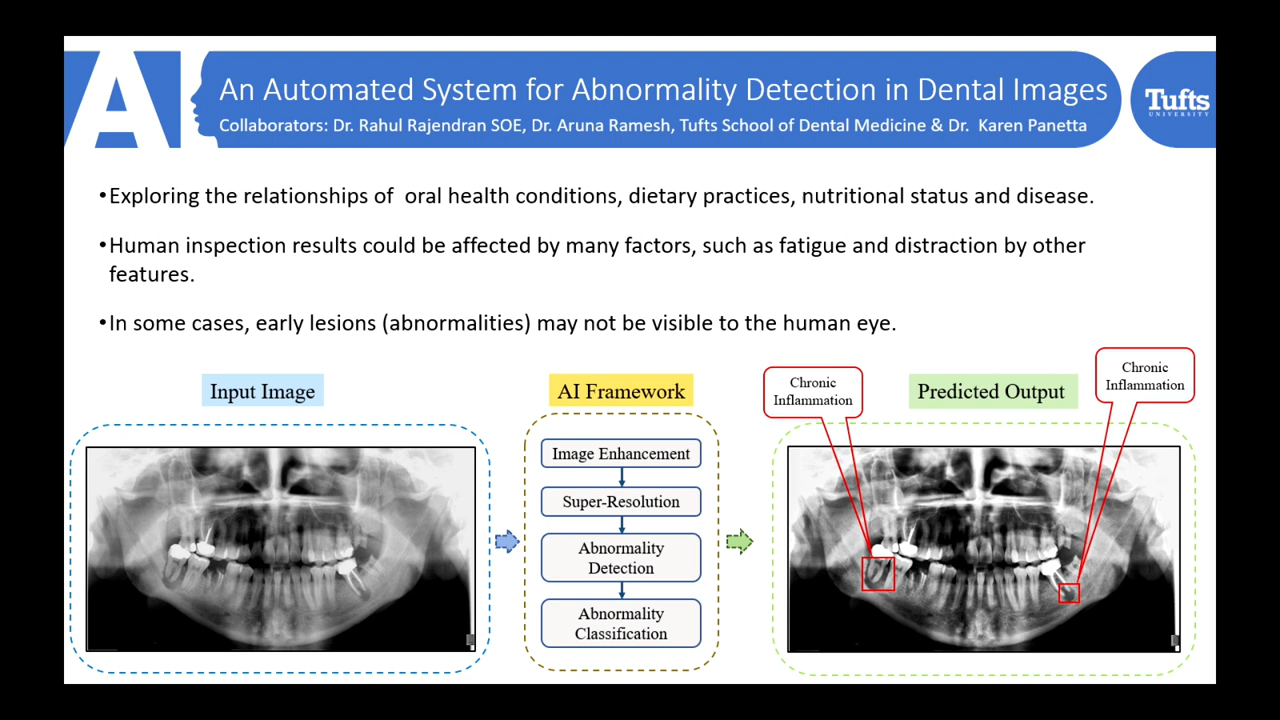 AI
An Automated System for Abnormality Detection in Dental Images
Collaborators: Dr. Rahul Rajendran SOE, Dr. Aruna Ramesh, Tufts School of Dental Medicine & Dr. Karen Panetta
Tufts
UNIVERSITY
•Exploring the relationships of oral health conditions, dietary practices, nutritional status and disease.
•Human inspection results could be affected by many factors, such as fatigue and distraction by other
features.
•In some cases, early lesions (abnormalities) may not be visible to the human eye.
Input Image
AI Framework
Image Enhancement
Super-Resolution
Abnormality
Detection
Abnormality
Classification
Predicted Output
Chronic
Inflammation
Chronic
Inflammation